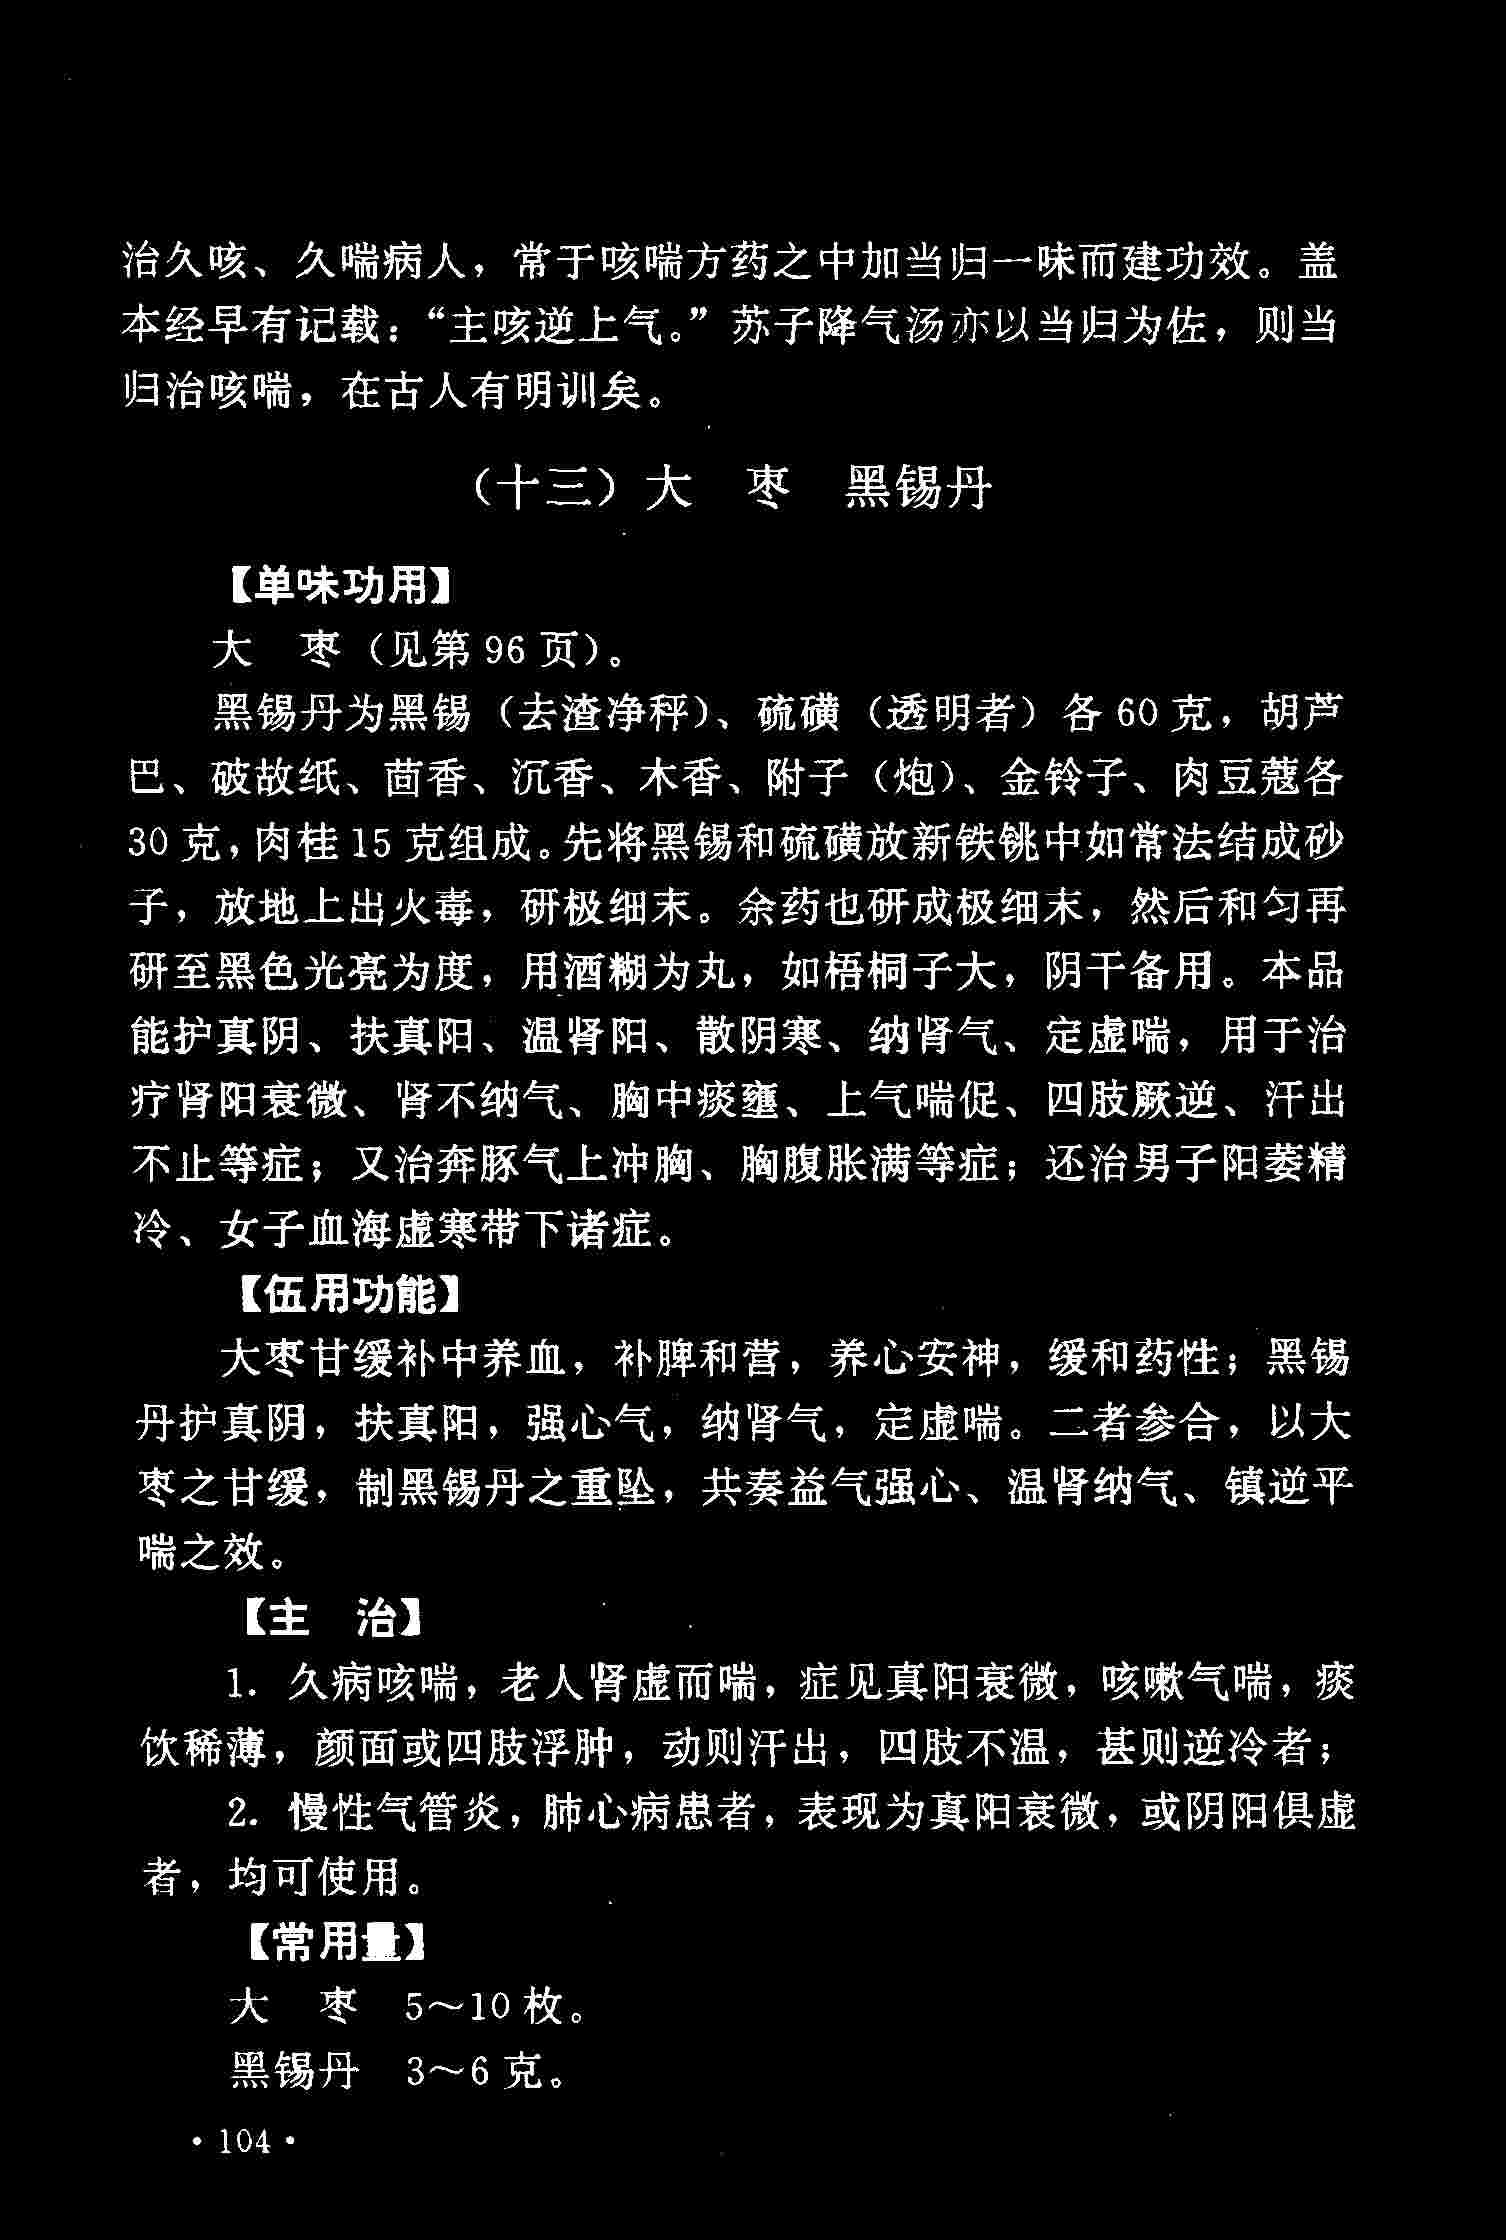 治久咳、久喘病人，常于咳喘方药之中加当归一味而建功效。盖
本经早有记载：“主咳逆上气。”苏子降气汤亦以当归为佐，则当
归治咳喘，在古人有明训矣。
（十三）大　枣　黑锡丹
【单味功用】
大　枣（见第 96 页）。
黑锡丹为黑锡（去渣净秤）、硫磺（透明者）各 60 克，胡芦
巴、破故纸、茴香、沉香、木香、附子（炮）、金铃子、肉豆蔻各
30 克，肉桂 15 克组成。先将黑锡和硫磺放新铁铫中如常法结成砂
子，放地上出火毒，研极细末。余药也研成极细末，然后和匀再
研至黑色光亮为度，用酒糊为丸，如梧桐子大，阴干备用。本品
能护真阴、扶真阳、温肾阳、散阴寒、纳肾气、定虚喘，用于治
疗肾阳衰微、肾不纳气、胸中痰壅、上气喘促、四肢厥逆、汗出
不止等症；又治奔豚气上冲胸、胸腹胀满等症；还治男子阳萎精
冷、女子血海虚寒带下诸症。
【伍用功能】
大枣甘缓补中养血，补脾和营，养心安神，缓和药性；黑锡
丹护真阴，扶真阳，强心气，纳肾气，定虚喘。二者参合，以大
枣之甘缓，制黑锡丹之重坠，共奏益气强心、温肾纳气、镇逆平
喘之效。
【主　治】
1. 久病咳喘，老人肾虚而喘，症见真阳衰微，咳嗽气喘，痰
饮稀薄，颜面或四肢浮肿，动则汗出，四肢不温，甚则逆冷者；
2. 慢性气管炎，肺心病患者，表现为真阳衰微，或阴阳俱虚
者，均可使用。
【常用量】
大　枣　5～10 枚。
黑锡丹　3～6 克。
· 104 ·